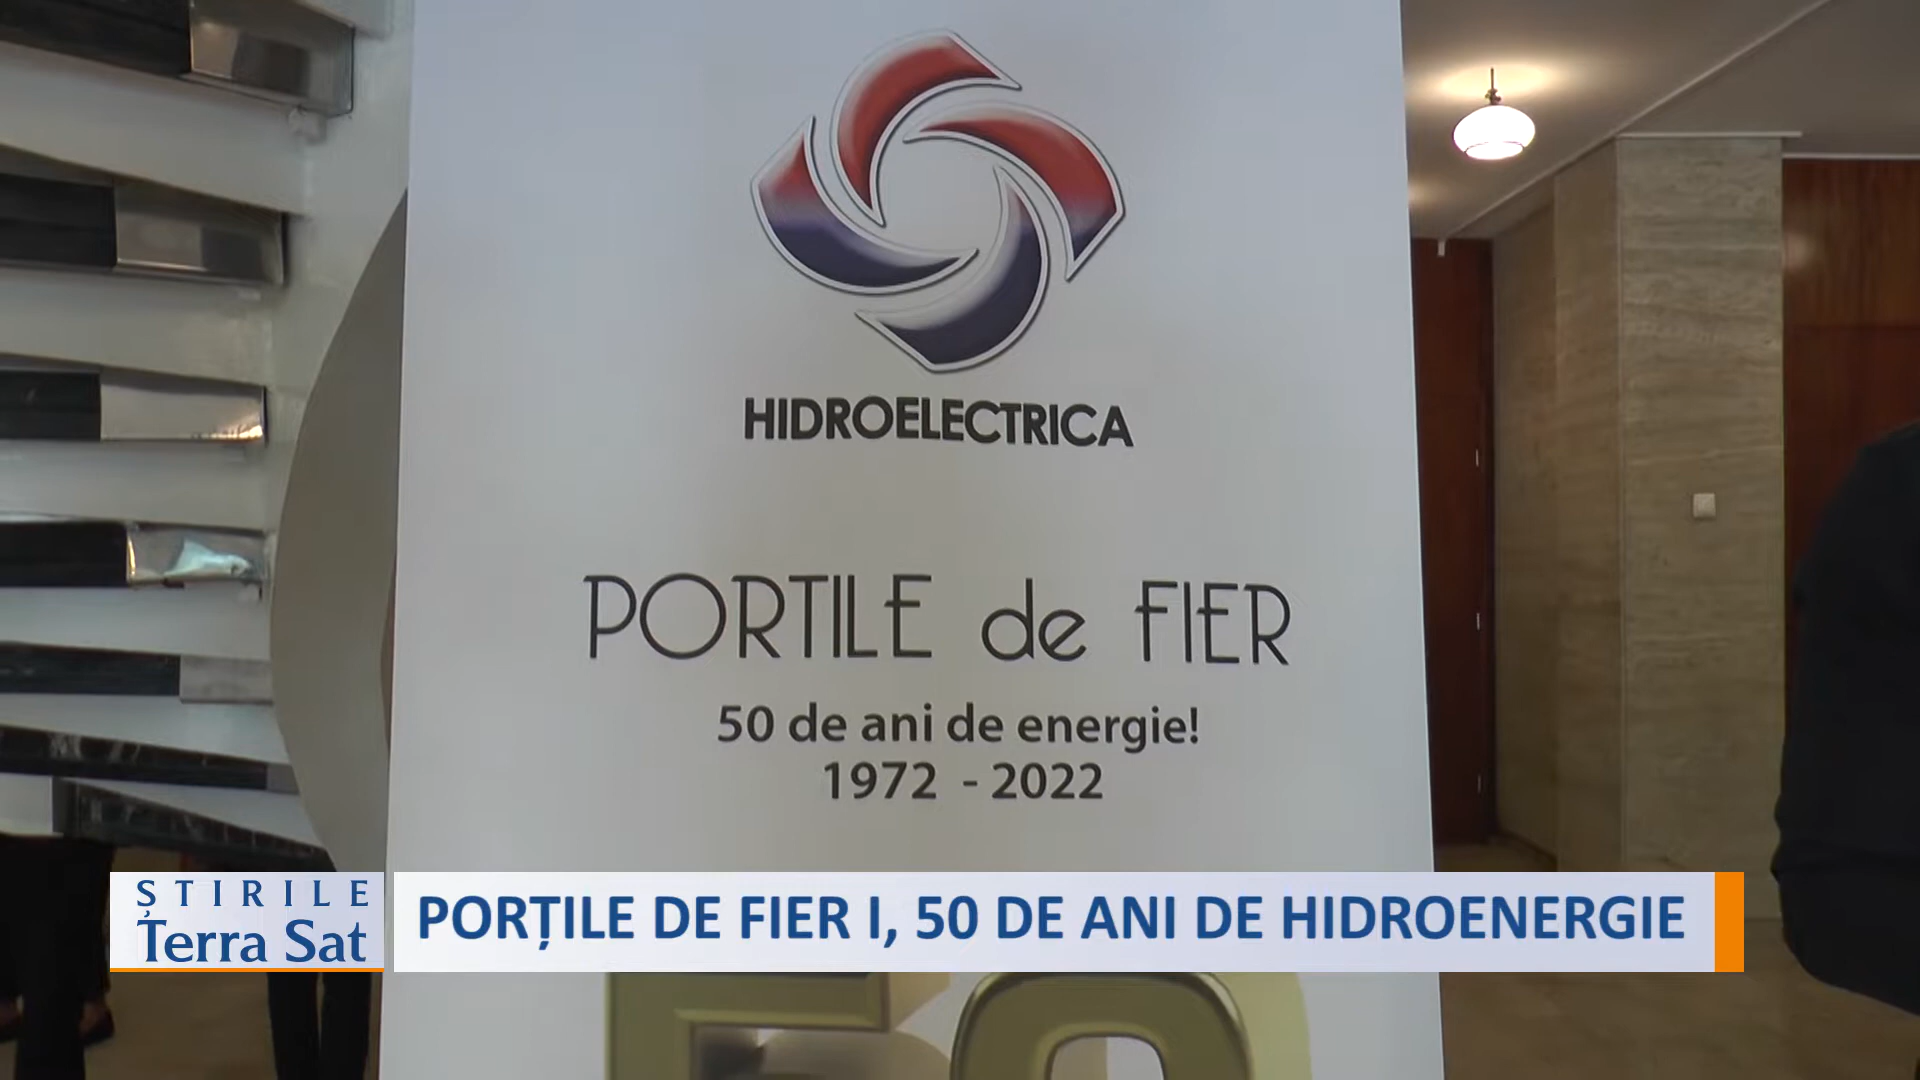 HIDROELECTRICA
PORTILE de FIER
50 de ani de energie!
1972 - 2022
ȘTIRILE
Terra Sat
PORȚILE DE FIER I, 50 DE ANI DE HIDROENERGIE
50